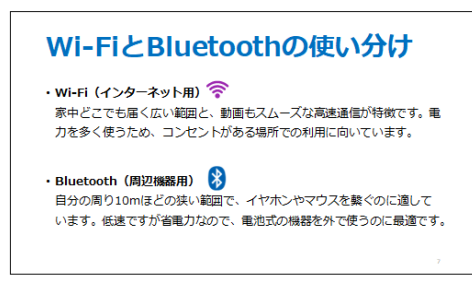 Wi-FiとBluetoothの使い分け
・Wi-Fi（インターネット用）
家中どこでも届く広い範囲と、動画もスムーズな高速通信が特徴です。電
力を多く使うため、コンセントがある場所での利用に向いています。
・Bluetooth（周辺機器用）
自分の周り10mほどの狭い範囲で、イヤホンやマウスを繋ぐのに適して
います。低速ですが省電力なので、電池式の機器を外で使うのに最適です。
7